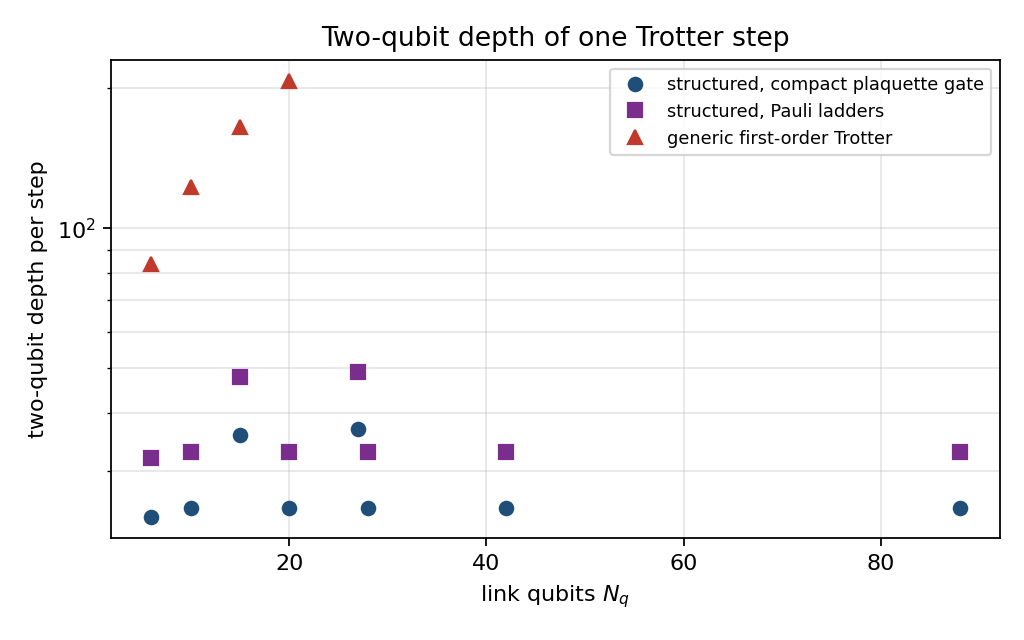 Two-qubit depth of one Trotter step
structured, compact plaquette gate
structured, Pauli ladders
generic first-order Trotter
two-qubit depth per step
10²
20
40
60
80
link qubits N_q